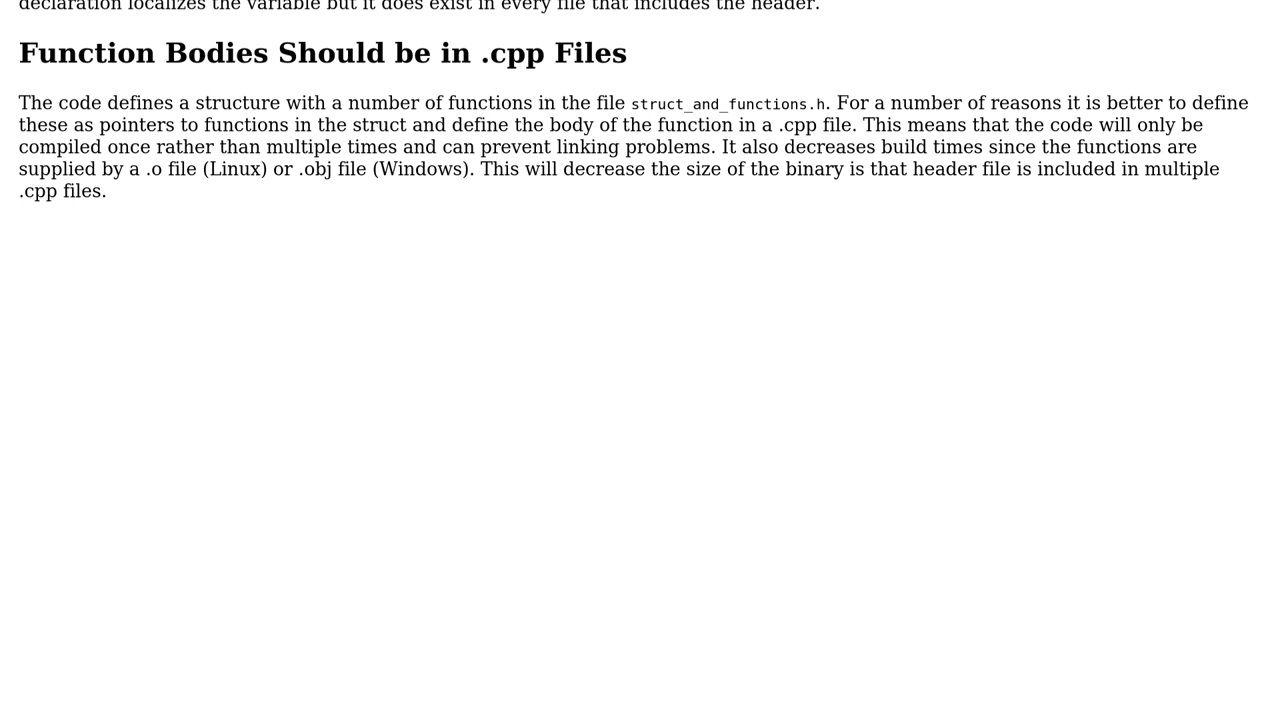 declaration localizes the variable but it does exist in every file that includes the header.
Function Bodies Should be in .cpp Files
The code defines a structure with a number of functions in the file struct_and_functions.h. For a number of reasons it is better to define
these as pointers to functions in the struct and define the body of the function in a .cpp file. This means that the code will only be
compiled once rather than multiple times and can prevent linking problems. It also decreases build times since the functions are
supplied by a .o file (Linux) or .obj file (Windows). This will decrease the size of the binary is that header file is included in multiple
.cpp files.